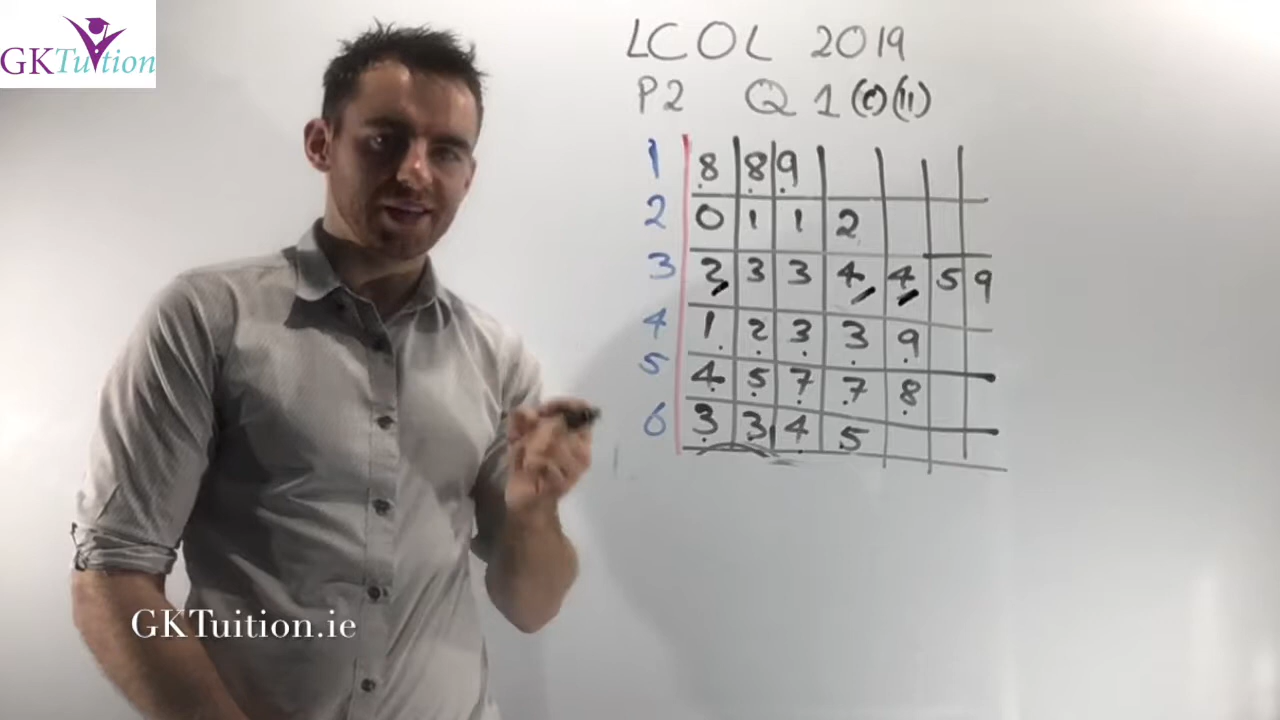 GKTuition
LCOL 2019
P2 Q1(c)(ii)
1 8 8 9
2 0 1 1 2
3 2 3 3 4 4 5 9
4 1 2 3 3 9
5 4 5 7 7 8
6 3 3 4 5
GKTuition.ie